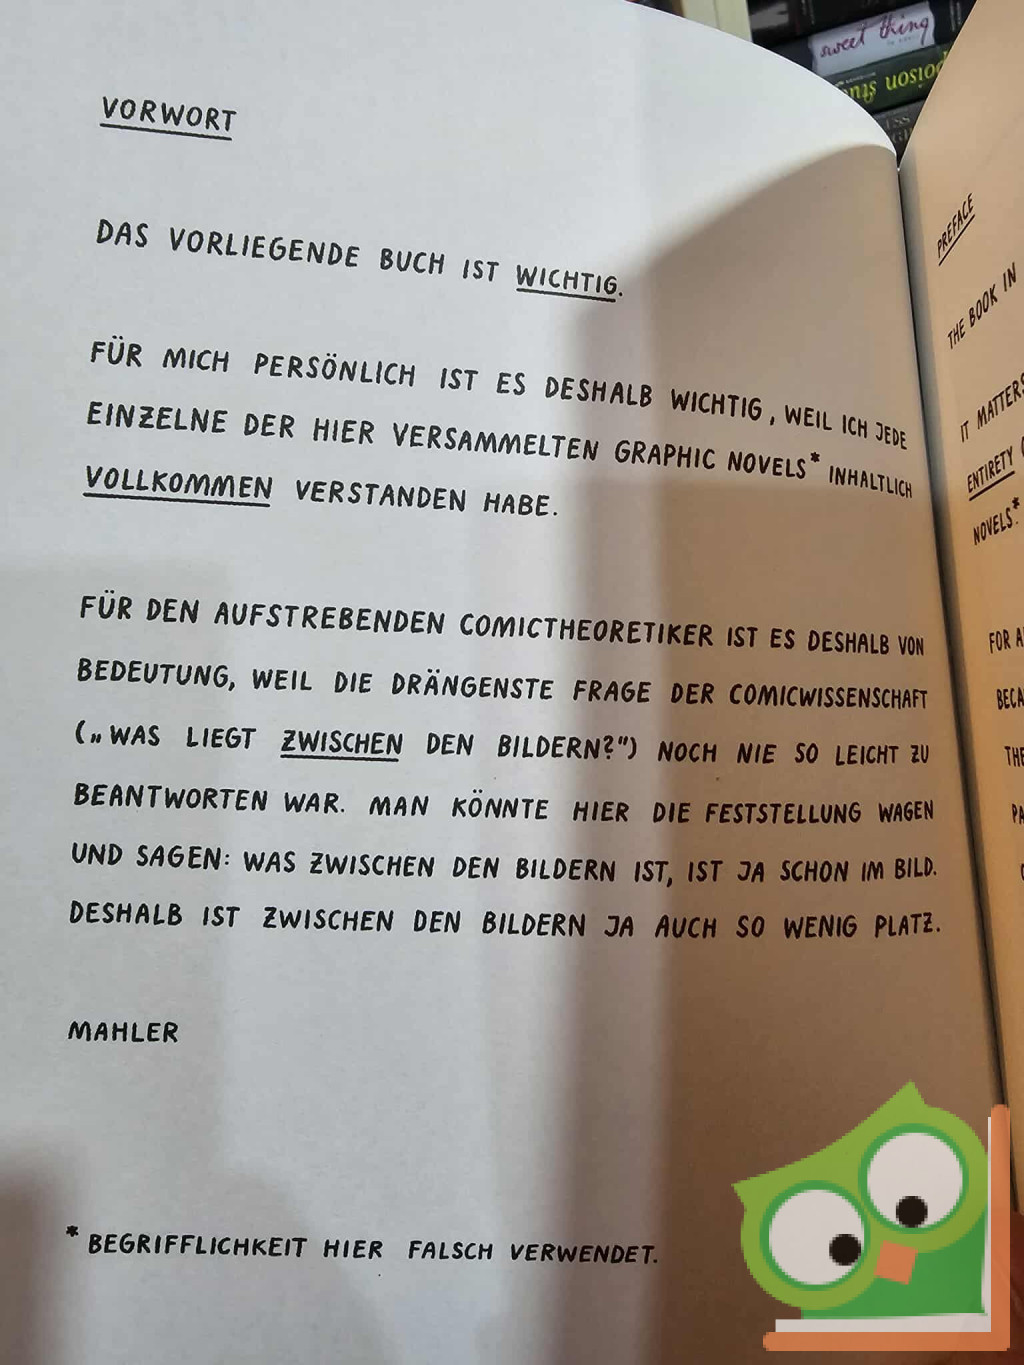 VORWORT
DAS VORLIEGENDE BUCH IST WICHTIG.
FÜR MICH PERSÖNLICH IST ES DESHALB WICHTIG, WEIL ICH JEDE
EINZELNE DER HIER VERSAMMELTEN GRAPHIC NOVELS* INHALTLICH
VOLLKOMMEN VERSTANDEN HABE.
FÜR DEN AUFSTREBENDEN COMICTHEORETIKER IST ES DESHALB VON
BEDEUTUNG, WEIL DIE DRÄNGENSTE FRAGE DER COMICWISSENSCHAFT
(„WAS LIEGT ZWISCHEN DEN BILDERN?") NOCH NIE SO LEICHT ZU
BEANTWORTEN WAR. MAN KÖNNTE HIER DIE FESTSTELLUNG WAGEN
UND SAGEN: WAS ZWISCHEN DEN BILDERN IST, IST JA SCHON IM BILD.
DESHALB IST ZWISCHEN DEN BILDERN JA AUCH SO WENIG PLATZ.
MAHLER
* BEGRIFFLICHKEIT HIER FALSCH VERWENDET.
PREFACE
THE BOOK IN
IT MATTERS
ENTIRETY
NOVELS.*
FOR
THE
sweet thing
poison